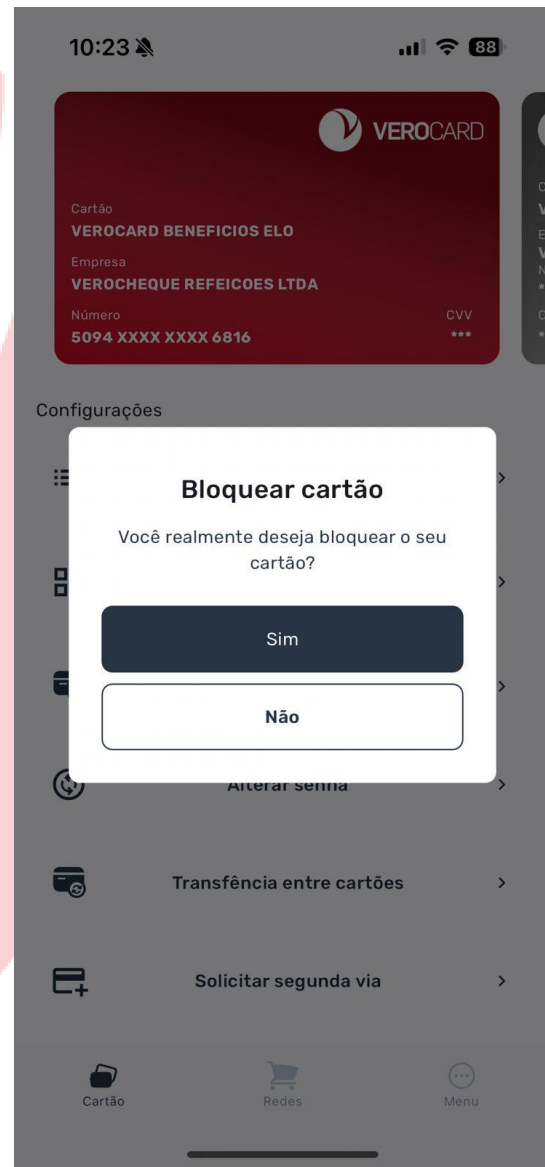 10:23
88
VEROCARD
Cartão
VEROCARD BENEFICIOS ELO
Empresa
VEROCHEQUE REFEICOES LTDA
Número
CVV
5094 XXXX XXXX 6816
***
Configurações
Bloquear cartão
Você realmente deseja bloquear o seu
cartão?
Sim
Não
Alterar senha
Transfência entre cartões
Solicitar segunda via
Cartão
Redes
Menu